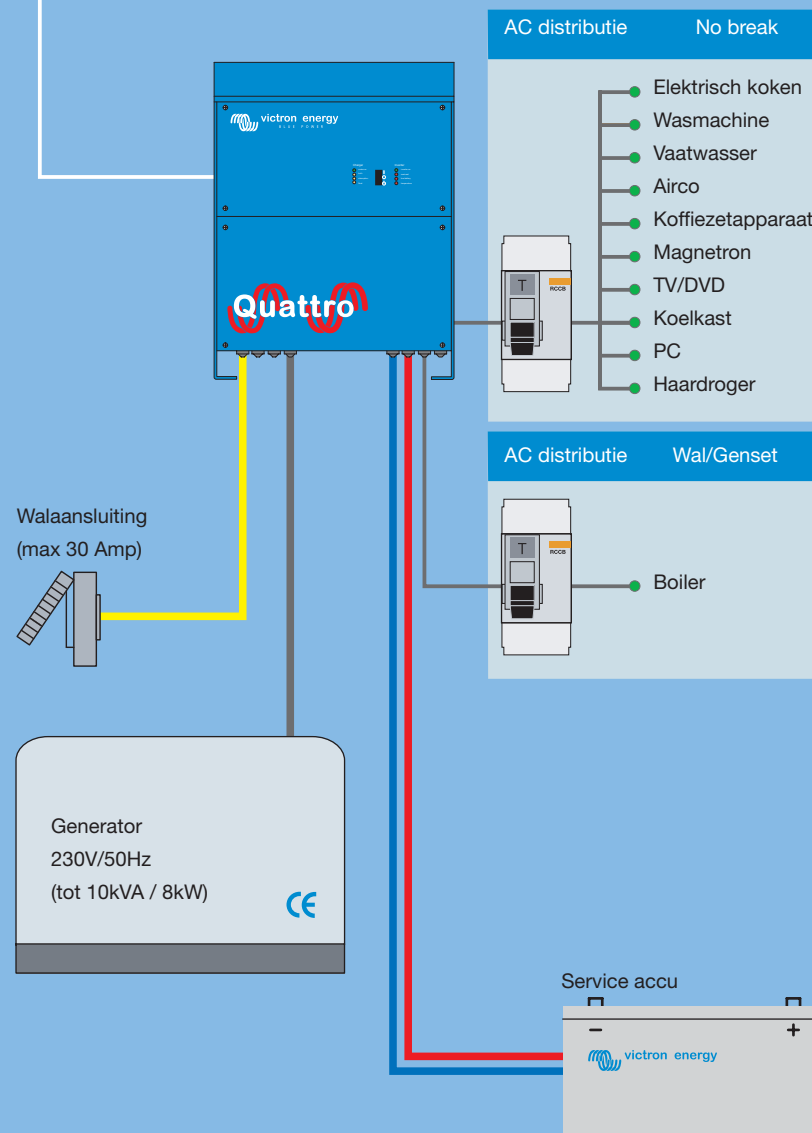 AC distributie No break
Elektrisch koken
Wasmachine
Vaatwasser
Airco
Koffiezetapparaat
Magnetron
TV/DVD
Koelkast
PC
Haardroger
T
RCCB
victron energy
BLUE POWER
Quattro
AC distributie Wal/Genset
T
RCCB
Boiler
Walaansluiting
(max 30 Amp)
Generator
230V/50Hz
(tot 10kVA / 8kW)
CE
Service accu
– +
victron energy